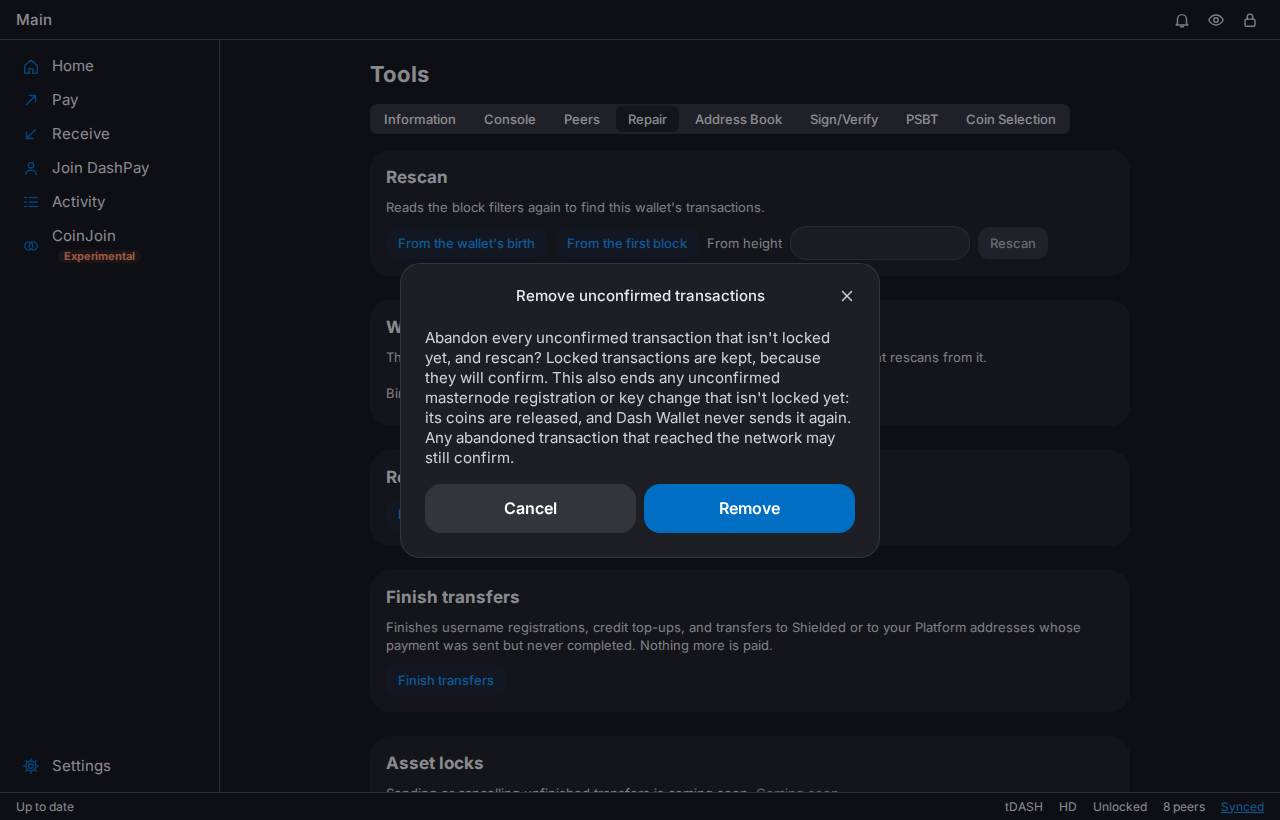 Main
Home
Pay
Receive
Join DashPay
Activity
CoinJoin
Experimental
Settings
Tools
Information Console Peers Repair Address Book Sign/Verify PSBT Coin Selection
Rescan
Reads the block filters again to find this wallet's transactions.
From the wallet's birth From the first block From height Rescan
rescans from it.
Remove unconfirmed transactions
Abandon every unconfirmed transaction that isn't locked
yet, and rescan? Locked transactions are kept, because
they will confirm. This also ends any unconfirmed
masternode registration or key change that isn't locked yet:
its coins are released, and Dash Wallet never sends it again.
Any abandoned transaction that reached the network may
still confirm.
Cancel Remove
Finish transfers
Finishes username registrations, credit top-ups, and transfers to Shielded or to your Platform addresses whose
payment was sent but never completed. Nothing more is paid.
Finish transfers
Asset locks
Up to date tDASH HD Unlocked 8 peers Synced